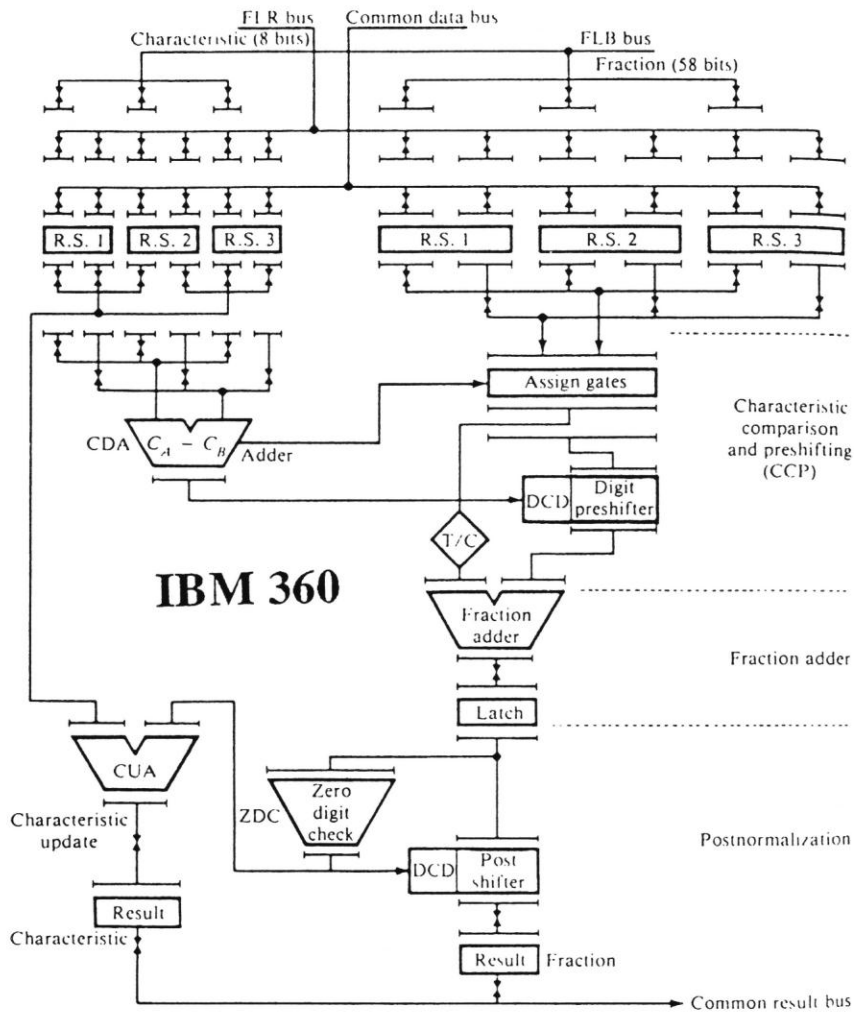 FLR bus
Common data bus
Characteristic (8 bits)
FLB bus
Fraction (58 bits)
R.S. 1
R.S. 2
R.S. 3
R.S. 1
R.S. 2
R.S. 3
Assign gates
CDA
C_A − C_B
Adder
Characteristic
comparison
and preshifting
(CCP)
DCD
Digit
preshifter
T/C
IBM 360
Fraction
adder
Fraction adder
Latch
CUA
ZDC
Zero
digit
check
Characteristic
update
Postnormalization
DCD
Post
shifter
Result
Characteristic
Result
Fraction
Common result bus